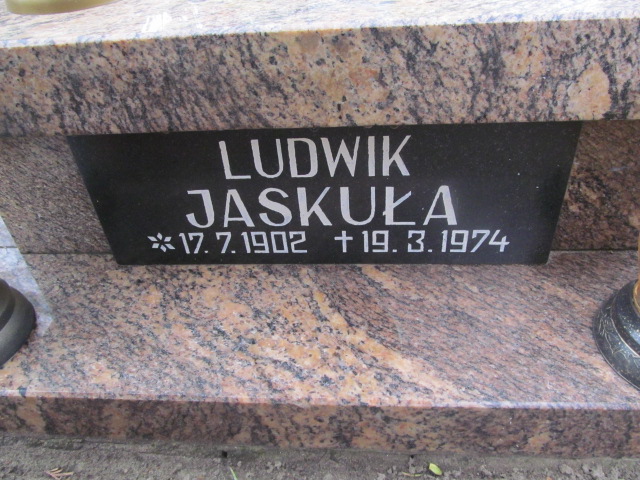 LUDWIK
JASKUŁA
* 17. 7. 1902 † 19. 3. 1974